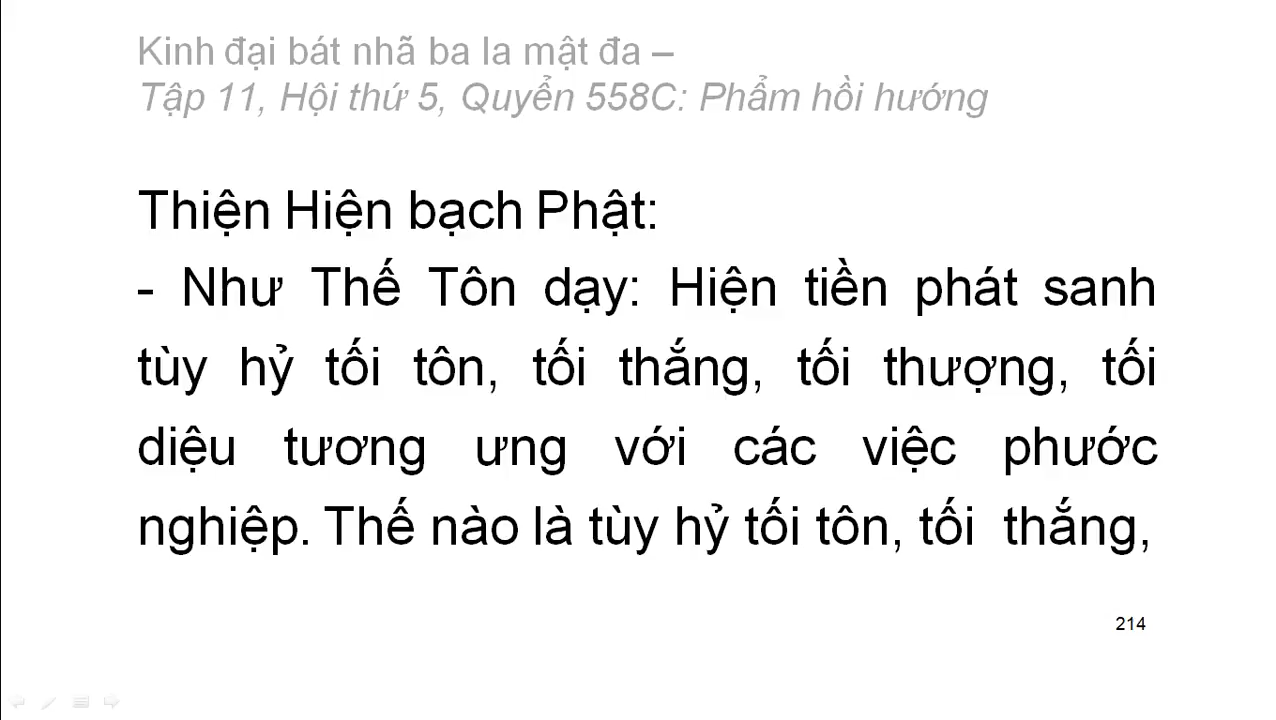 Kinh đại bát nhã ba la mật đa –
Tập 11, Hội thứ 5, Quyển 558C: Phẩm hồi hướng
Thiện Hiện bạch Phật:
- Như Thế Tôn dạy: Hiện tiền phát sanh
tùy hỷ tối tôn, tối thắng, tối thượng, tối
diệu tương ưng với các việc phước
nghiệp. Thế nào là tùy hỷ tối tôn, tối thắng,
214